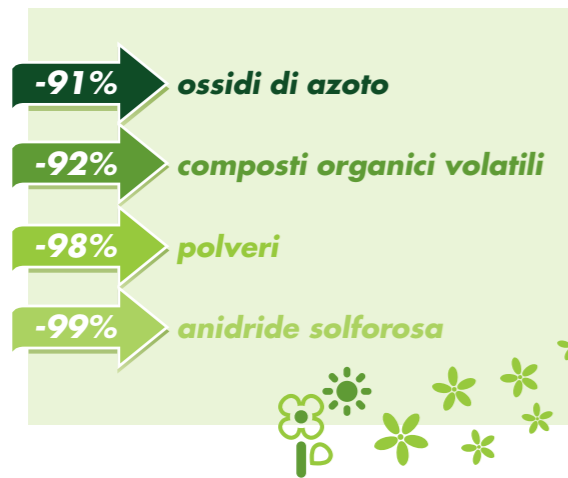 -91% ossidi di azoto
-92% composti organici volatili
-98% polveri
-99% anidride solforosa